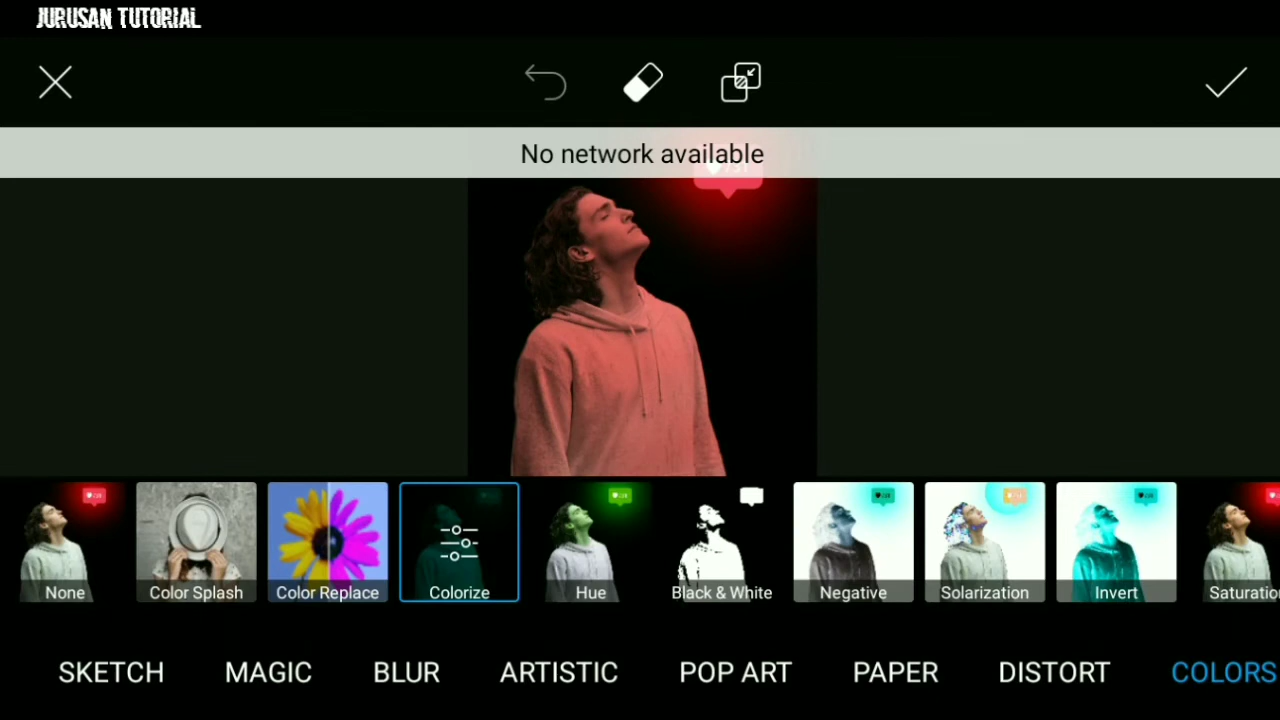 JURUSAN TUTORIAL
No network available
None
Color Splash
Color Replace
Colorize
Hue
Black & White
Negative
Solarization
Invert
Saturatio
SKETCH
MAGIC
BLUR
ARTISTIC
POP ART
PAPER
DISTORT
COLORS